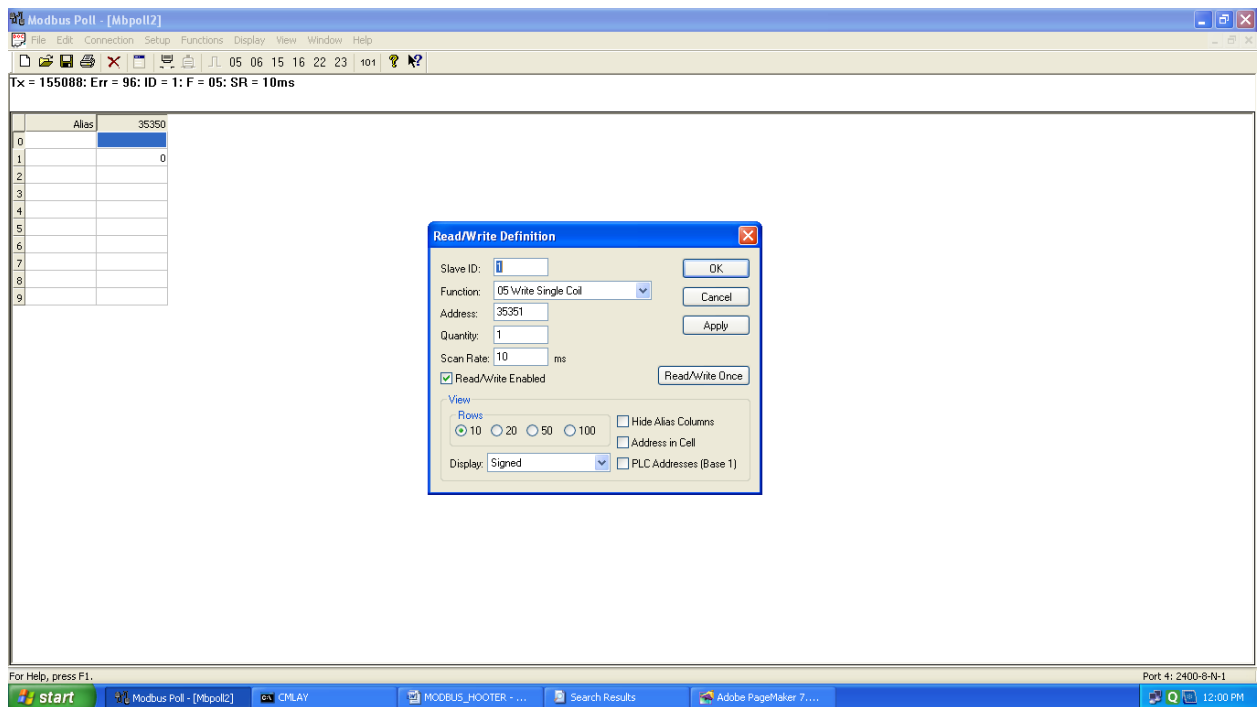 Modbus Poll - [Mbpoll2]
File Edit Connection Setup Functions Display View Window Help
05 06 15 16 22 23 101
Tx = 155088: Err = 96: ID = 1: F = 05: SR = 10ms
Alias 35350
0
1 0
2
3
4
5
6
7
8
9
Read/Write Definition
Slave ID: 1 OK
Function: 05 Write Single Coil Cancel
Address: 35351
Apply
Quantity: 1
Scan Rate: 10 ms
Read/Write Enabled Read/Write Once
View
Rows
10 20 50 100
Hide Alias Columns
Address in Cell
Display: Signed PLC Addresses (Base 1)
For Help, press F1. Port 4: 2400-8-N-1
start Modbus Poll - [Mbpoll2] CMLAY MODBUS_HOOTER - ... Search Results Adobe PageMaker 7.... 12:00 PM